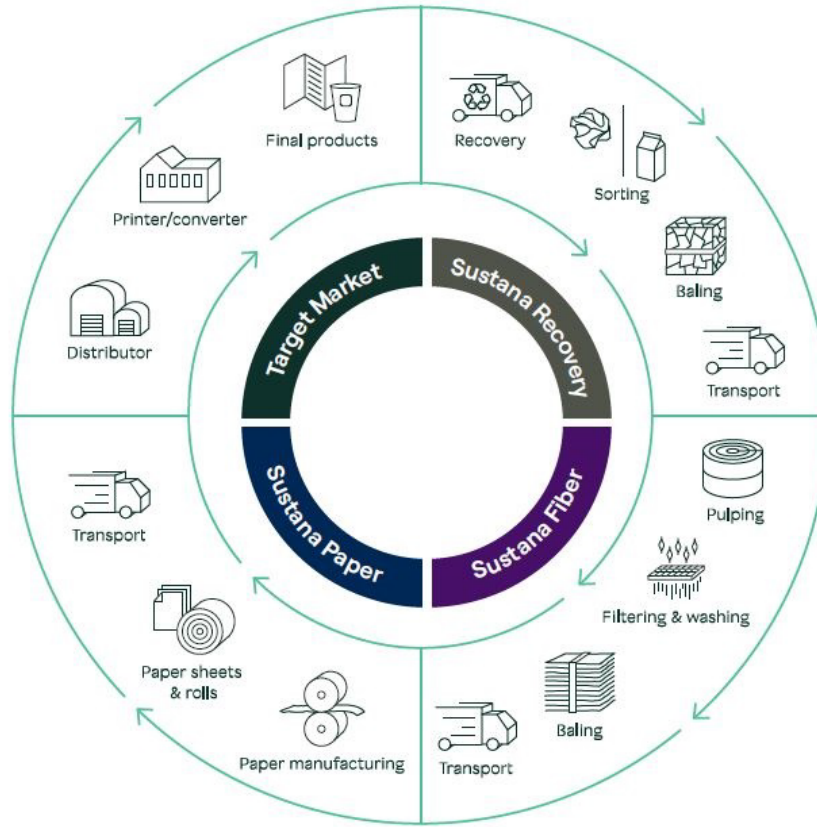 Final products
Printer/converter
Distributor
Target Market
Recovery
Sorting
Baling
Transport
Sustana Recovery
Pulping
Filtering & washing
Baling
Transport
Sustana Fiber
Paper manufacturing
Paper sheets
& rolls
Transport
Sustana Paper